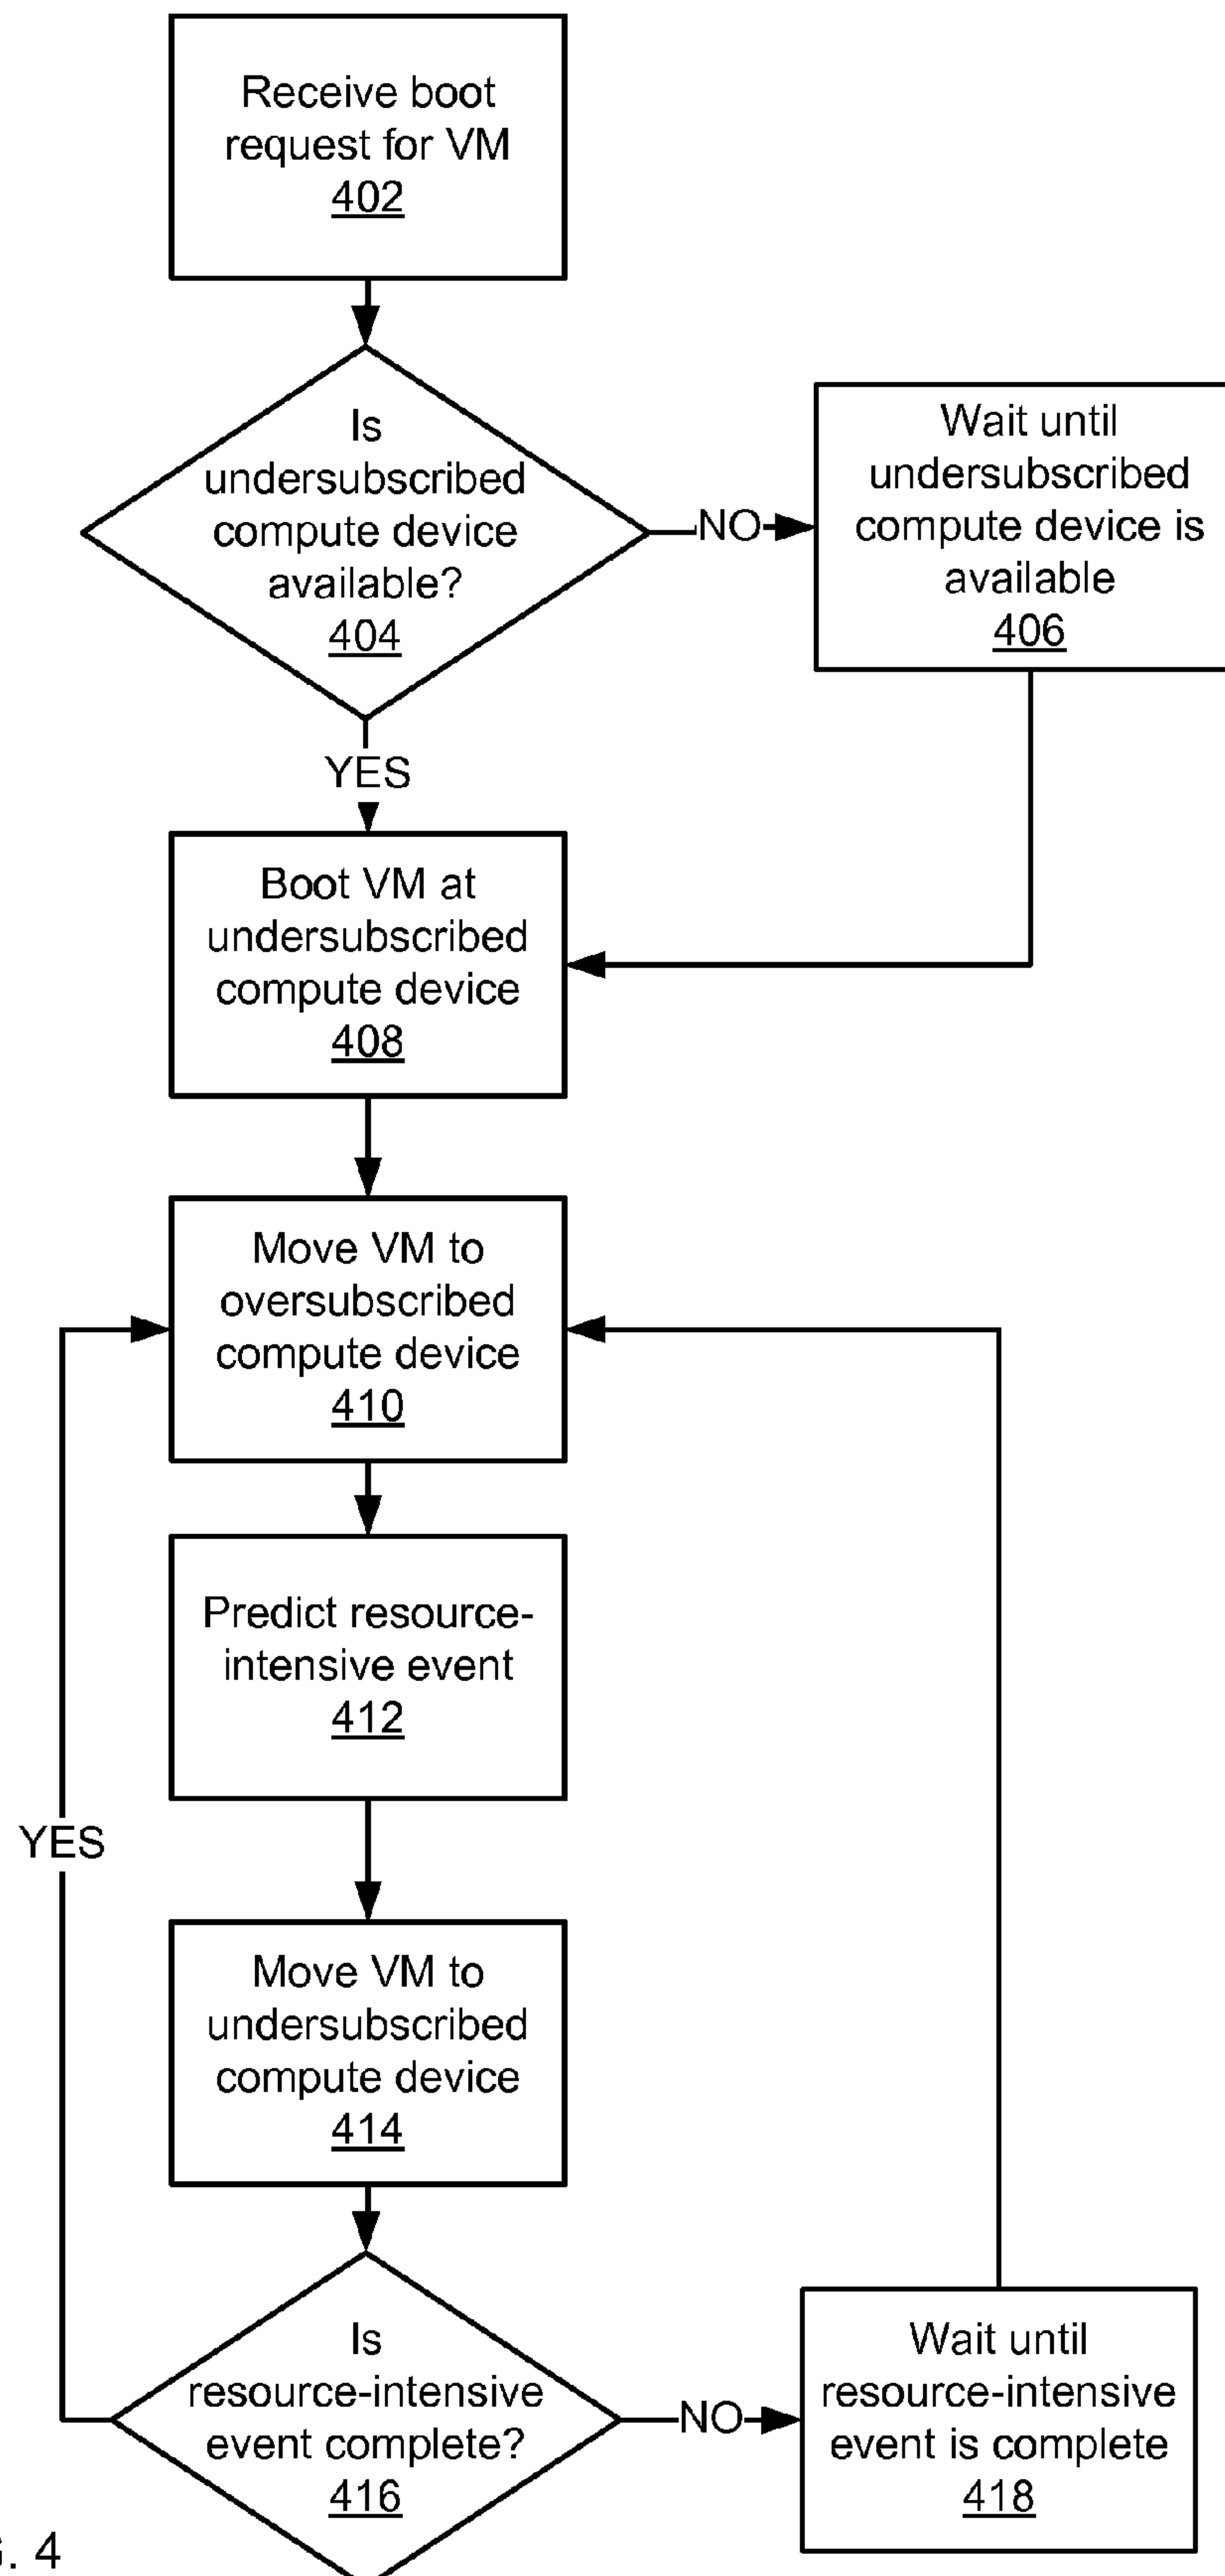 Receive boot
request for VM
402
Is
undersubscribed
compute device
available?
404
NO
Wait until
undersubscribed
compute device is
available
406
YES
Boot VM at
undersubscribed
compute device
408
Move VM to
oversubscribed
compute device
410
Predict resource-
intensive event
412
YES
Move VM to
undersubscribed
compute device
414
Is
resource-intensive
event complete?
416
NO
Wait until
resource-intensive
event is complete
418
. 4